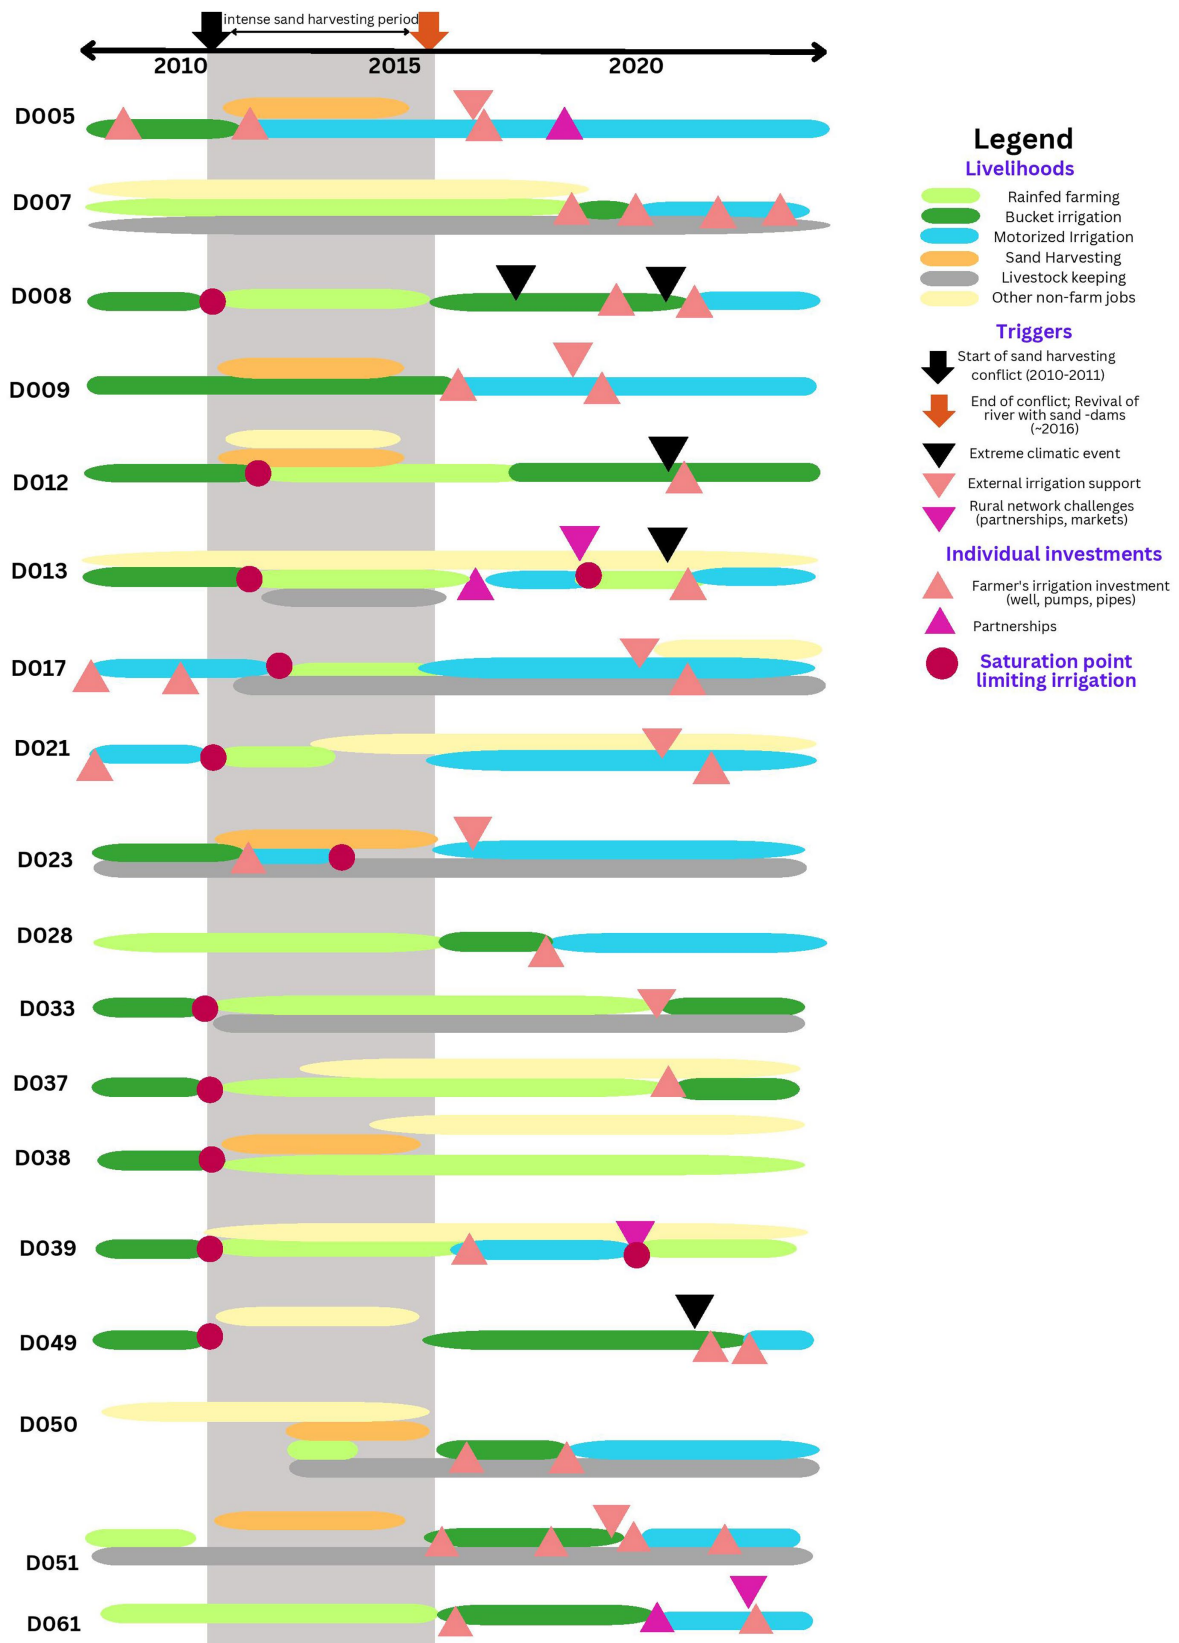 intense sand harvesting period
2010
2015
2020
D005
D007
D008
D009
D012
D013
D017
D021
D023
D028
D033
D037
D038
D039
D049
D050
D051
D061
Legend
Livelihoods
Rainfed farming
Bucket irrigation
Motorized Irrigation
Sand Harvesting
Livestock keeping
Other non-farm jobs
Triggers
Start of sand harvesting
conflict (2010-2011)
End of conflict; Revival of
river with sand -dams
(~2016)
Extreme climatic event
External irrigation support
Rural network challenges
(partnerships, markets)
Individual investments
Farmer's irrigation investment
(well, pumps, pipes)
Partnerships
Saturation point
limiting irrigation